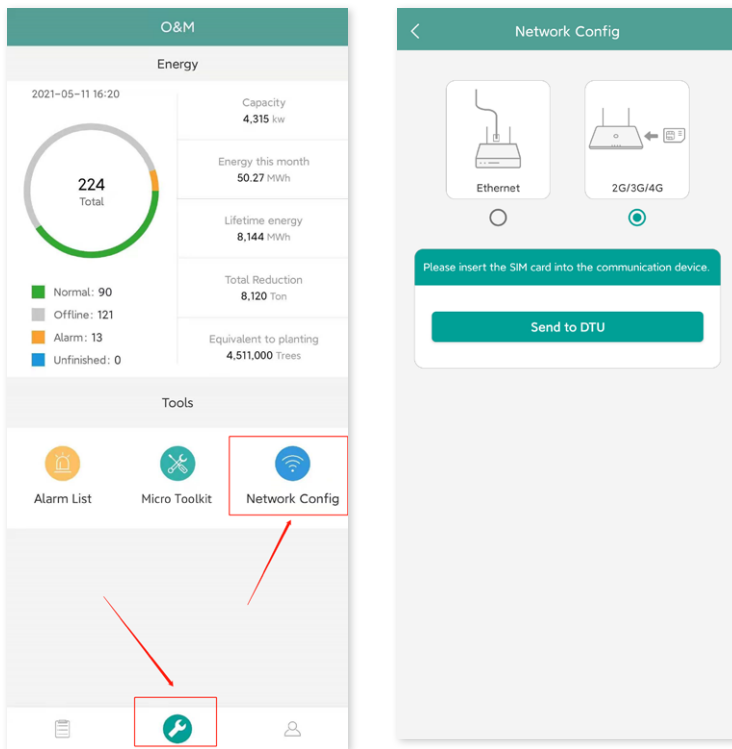 O&M
Energy
2021-05-11 16:20
224
Total
Normal: 90
Offline: 121
Alarm: 13
Unfinished: 0
Capacity
4,315 kw
Energy this month
50.27 MWh
Lifetime energy
8,144 MWh
Total Reduction
8,120 Ton
Equivalent to planting
4,511,000 Trees
Tools
Alarm List
Micro Toolkit
Network Config
Network Config
Ethernet
2G/3G/4G
Please insert the SIM card into the communication device.
Send to DTU